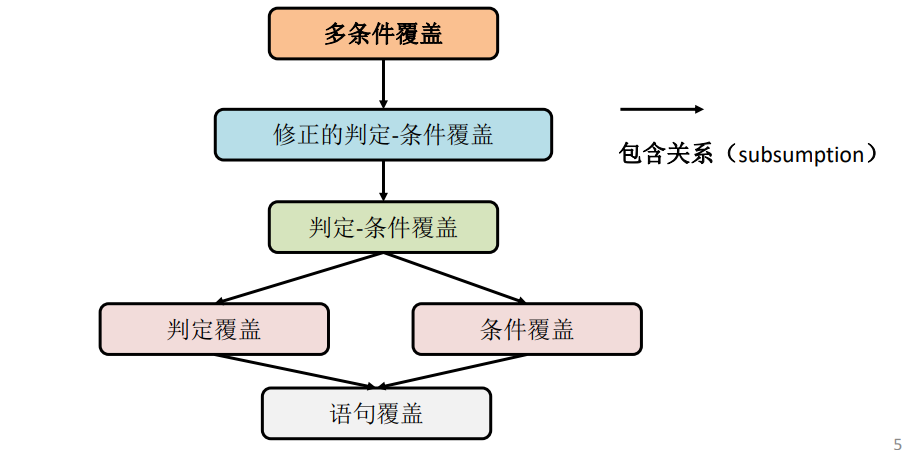 多条件覆盖
修正的判定-条件覆盖
包含关系（subsumption）
判定-条件覆盖
判定覆盖
条件覆盖
语句覆盖
5